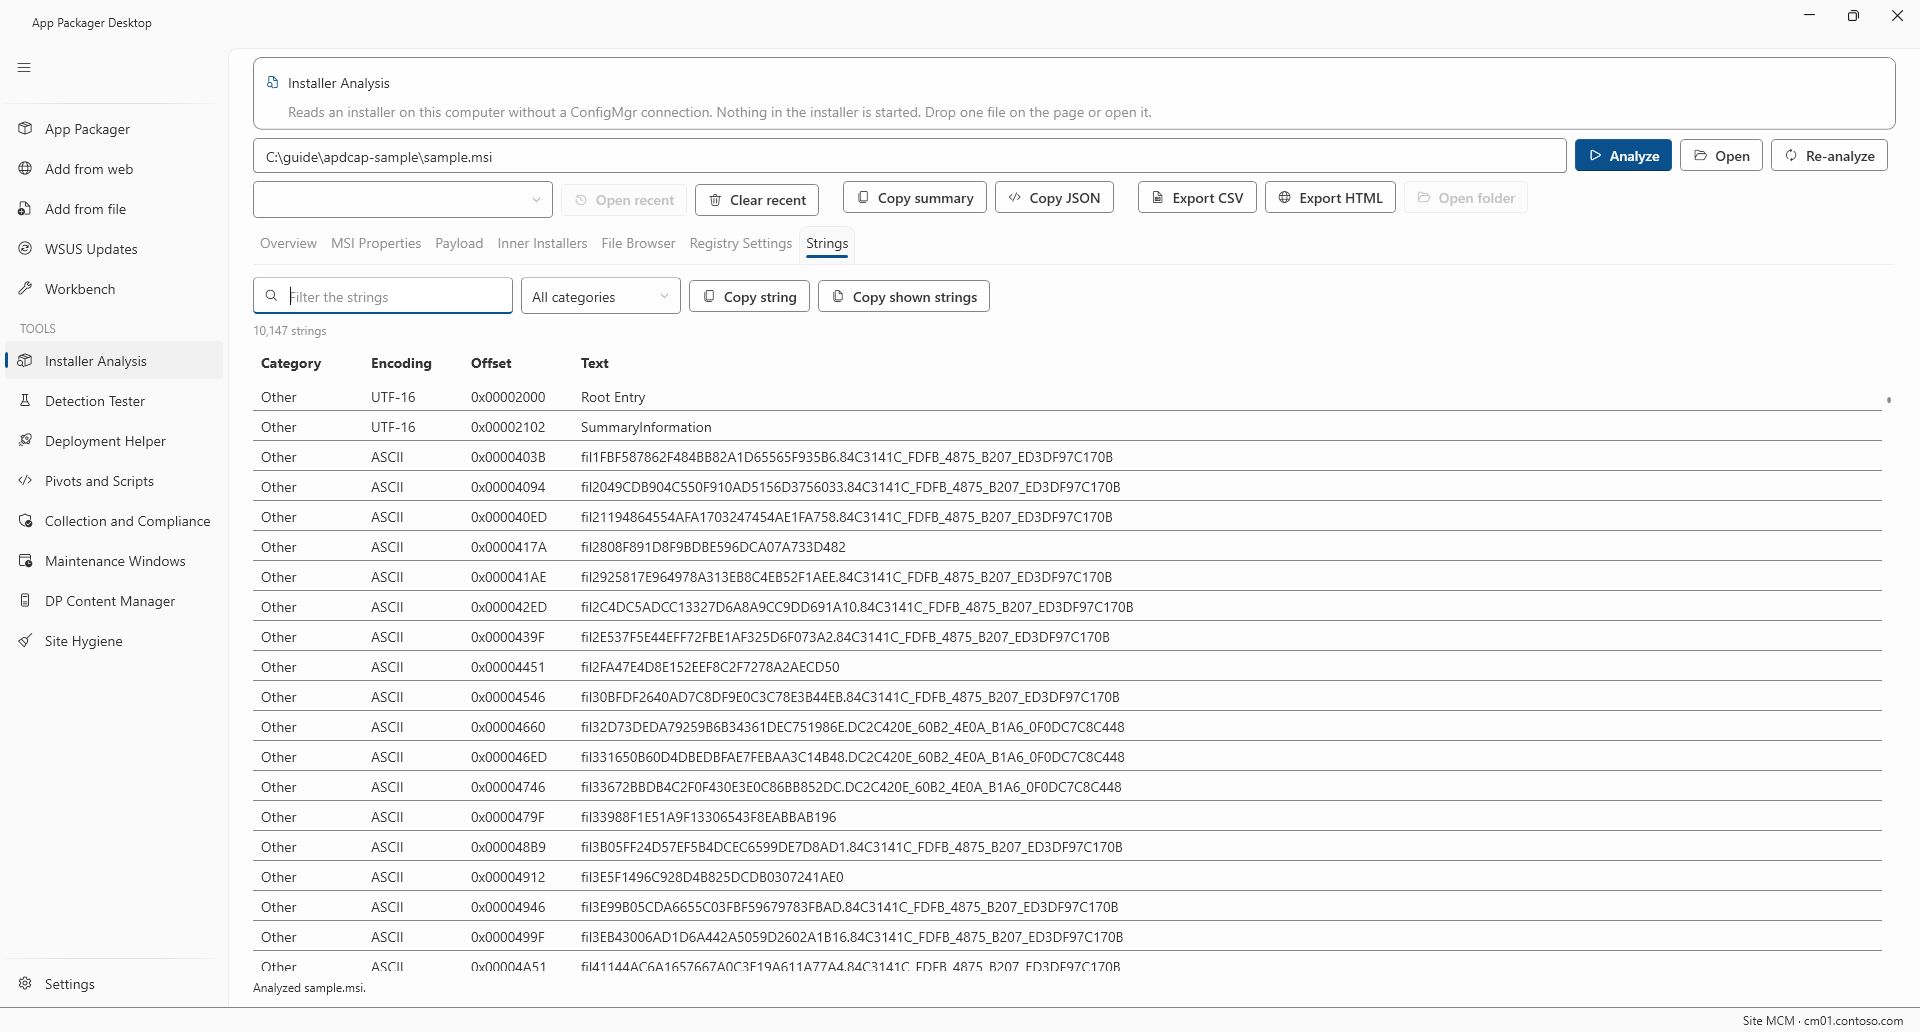 App Packager Desktop
App Packager
Add from web
Add from file
WSUS Updates
Workbench
TOOLS
Installer Analysis
Detection Tester
Deployment Helper
Pivots and Scripts
Collection and Compliance
Maintenance Windows
DP Content Manager
Site Hygiene
Settings
Installer Analysis
Reads an installer on this computer without a ConfigMgr connection. Nothing in the installer is started. Drop one file on the page or open it.
C:\guide\apdcap-sample\sample.msi Analyze Open Re-analyze
Open recent Clear recent Copy summary Copy JSON Export CSV Export HTML Open folder
Overview MSI Properties Payload Inner Installers File Browser Registry Settings Strings
Filter the strings All categories Copy string Copy shown strings
10,147 strings
Category Encoding Offset Text
Other UTF-16 0x00002000 Root Entry
Other UTF-16 0x00002102 SummaryInformation
Other ASCII 0x0000403B fil1FBF587862F484BB82A1D65565F935B6.84C3141C_FDFB_4875_B207_ED3DF97C170B
Other ASCII 0x00004094 fil2049CDB904C550F910AD5156D3756033.84C3141C_FDFB_4875_B207_ED3DF97C170B
Other ASCII 0x000040ED fil21194864554AFA1703247454AE1FA758.84C3141C_FDFB_4875_B207_ED3DF97C170B
Other ASCII 0x0000417A fil2808F891D8F9BDBE596DCA07A733D482
Other ASCII 0x000041AE fil2925817E964978A313EB8C4EB52F1AEE.84C3141C_FDFB_4875_B207_ED3DF97C170B
Other ASCII 0x000042ED fil2C4DC5ADCC13327D6A8A9CC9DD691A10.84C3141C_FDFB_4875_B207_ED3DF97C170B
Other ASCII 0x0000439F fil2E537F5E44EFF72FBE1AF325D6F073A2.84C3141C_FDFB_4875_B207_ED3DF97C170B
Other ASCII 0x00004451 fil2FA47E4D8E152EEF8C2F7278A2AECD50
Other ASCII 0x00004546 fil30BFDF2640AD7C8DF9E0C3C78E3B44EB.84C3141C_FDFB_4875_B207_ED3DF97C170B
Other ASCII 0x00004660 fil32D73DEDA79259B6B34361DEC751986E.DC2C420E_60B2_4E0A_B1A6_0F0DC7C8C448
Other ASCII 0x000046ED fil331650B60D4DBEDBFAE7FEBAA3C14B48.DC2C420E_60B2_4E0A_B1A6_0F0DC7C8C448
Other ASCII 0x00004746 fil33672BBDB4C2F0F430E3E0C86BB852DC.DC2C420E_60B2_4E0A_B1A6_0F0DC7C8C448
Other ASCII 0x0000479F fil33988F1E51A9F13306543F8EABBAB196
Other ASCII 0x000048B9 fil3B05FF24D57EF5B4DCEC6599DE7D8AD1.84C3141C_FDFB_4875_B207_ED3DF97C170B
Other ASCII 0x00004912 fil3E5F1496C928D4B825DCDB0307241AE0
Other ASCII 0x00004946 fil3E99B05CDA6655C03FBF59679783FBAD.84C3141C_FDFB_4875_B207_ED3DF97C170B
Other ASCII 0x0000499F fil3EB43006AD1D6A442A5059D2602A1B16.84C3141C_FDFB_4875_B207_ED3DF97C170B
Other ASCII 0x00004A51 fil41144AC6A1657667A0C3F19A611A77A4.84C3141C_FDFB_4875_B207_ED3DF97C170B
Analyzed sample.msi.
Site MCM · cm01.contoso.com